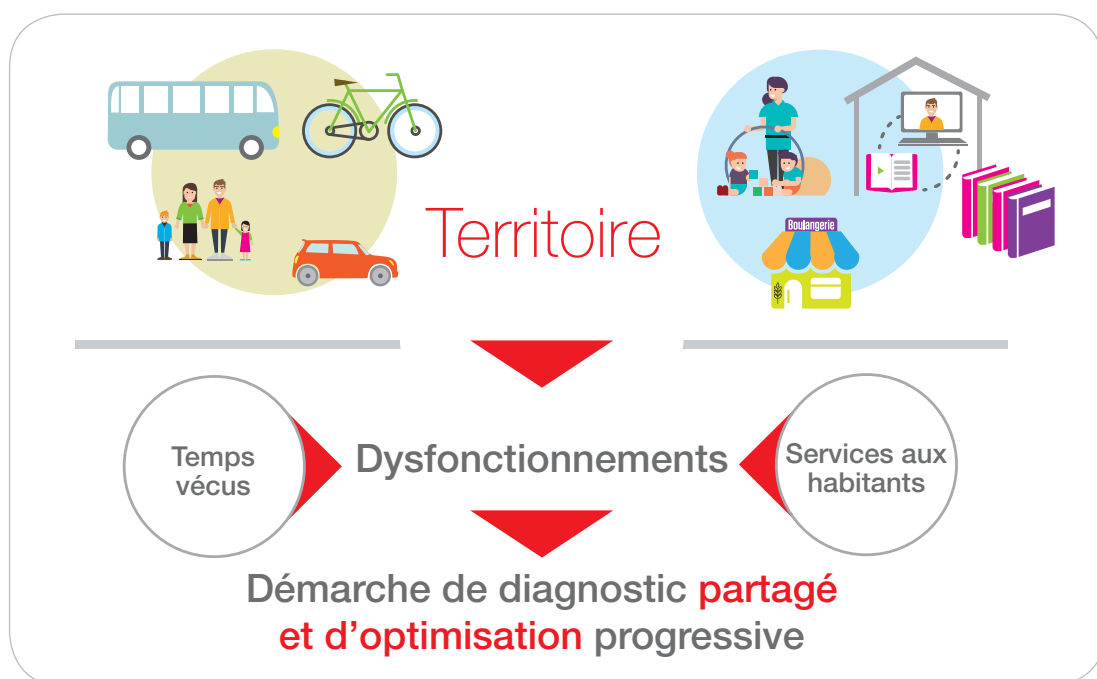 Boulangerie
Territoire
Temps
vécus
Dysfonctionnements
Services aux
habitants
Démarche de diagnostic partagé
et d’optimisation progressive